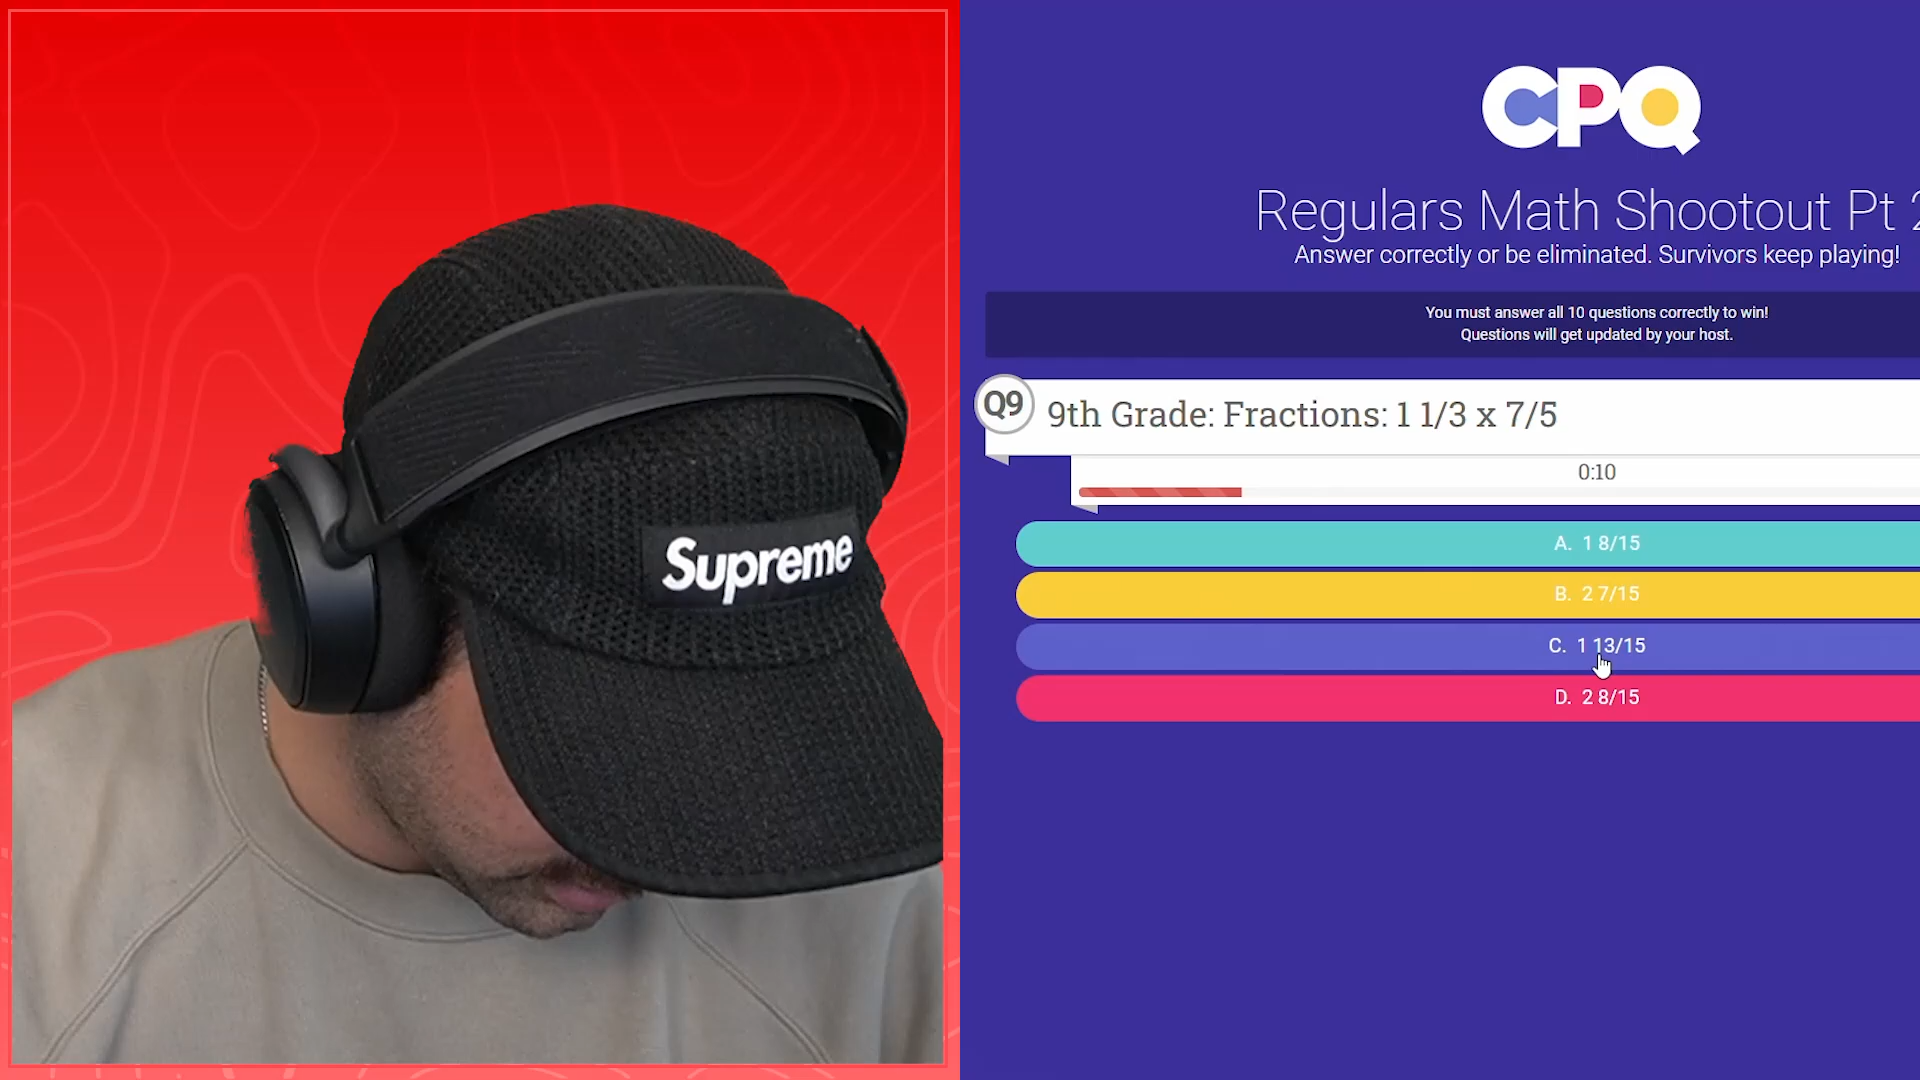 Supreme
CPQ
Regulars Math Shootout Pt
Answer correctly or be eliminated. Survivors keep playing!
You must answer all 10 questions correctly to win!
Questions will get updated by your host.
Q9 9th Grade: Fractions: 1 1/3 x 7/5
0:10
A. 1 8/15
B. 2 7/15
C. 1 13/15
D. 2 8/15